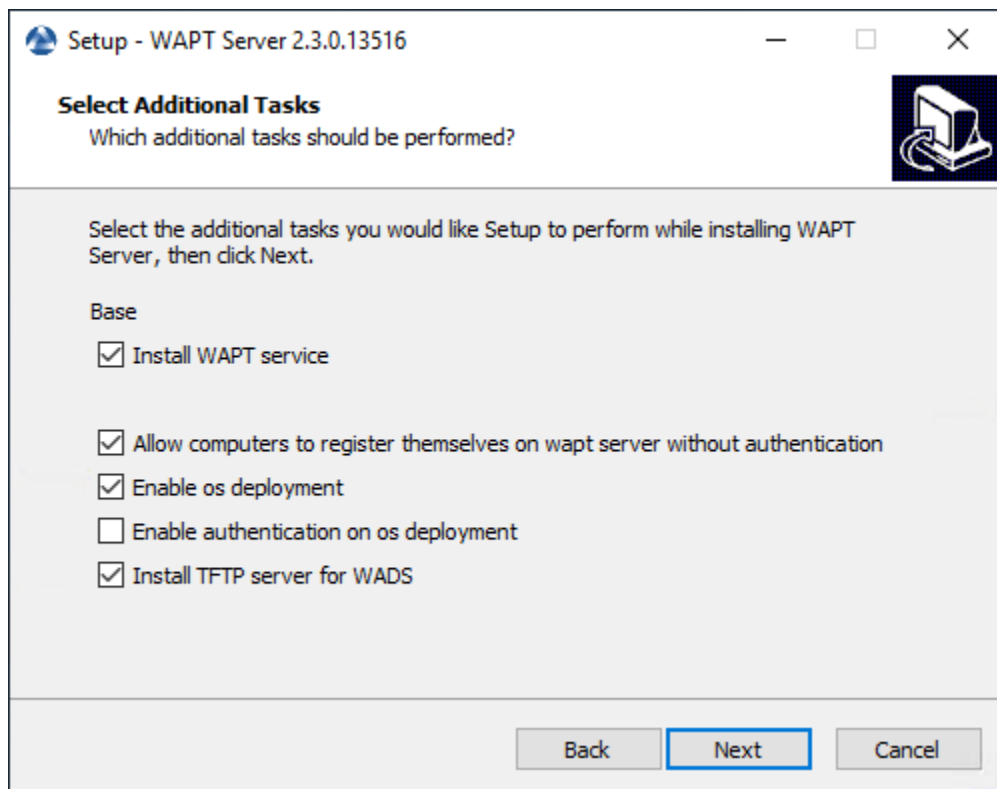 Setup - WAPT Server 2.3.0.13516
Select Additional Tasks
Which additional tasks should be performed?
Select the additional tasks you would like Setup to perform while installing WAPT
Server, then click Next.
Base
Install WAPT service
Allow computers to register themselves on wapt server without authentication
Enable os deployment
Enable authentication on os deployment
Install TFTP server for WADS
Back
Next
Cancel